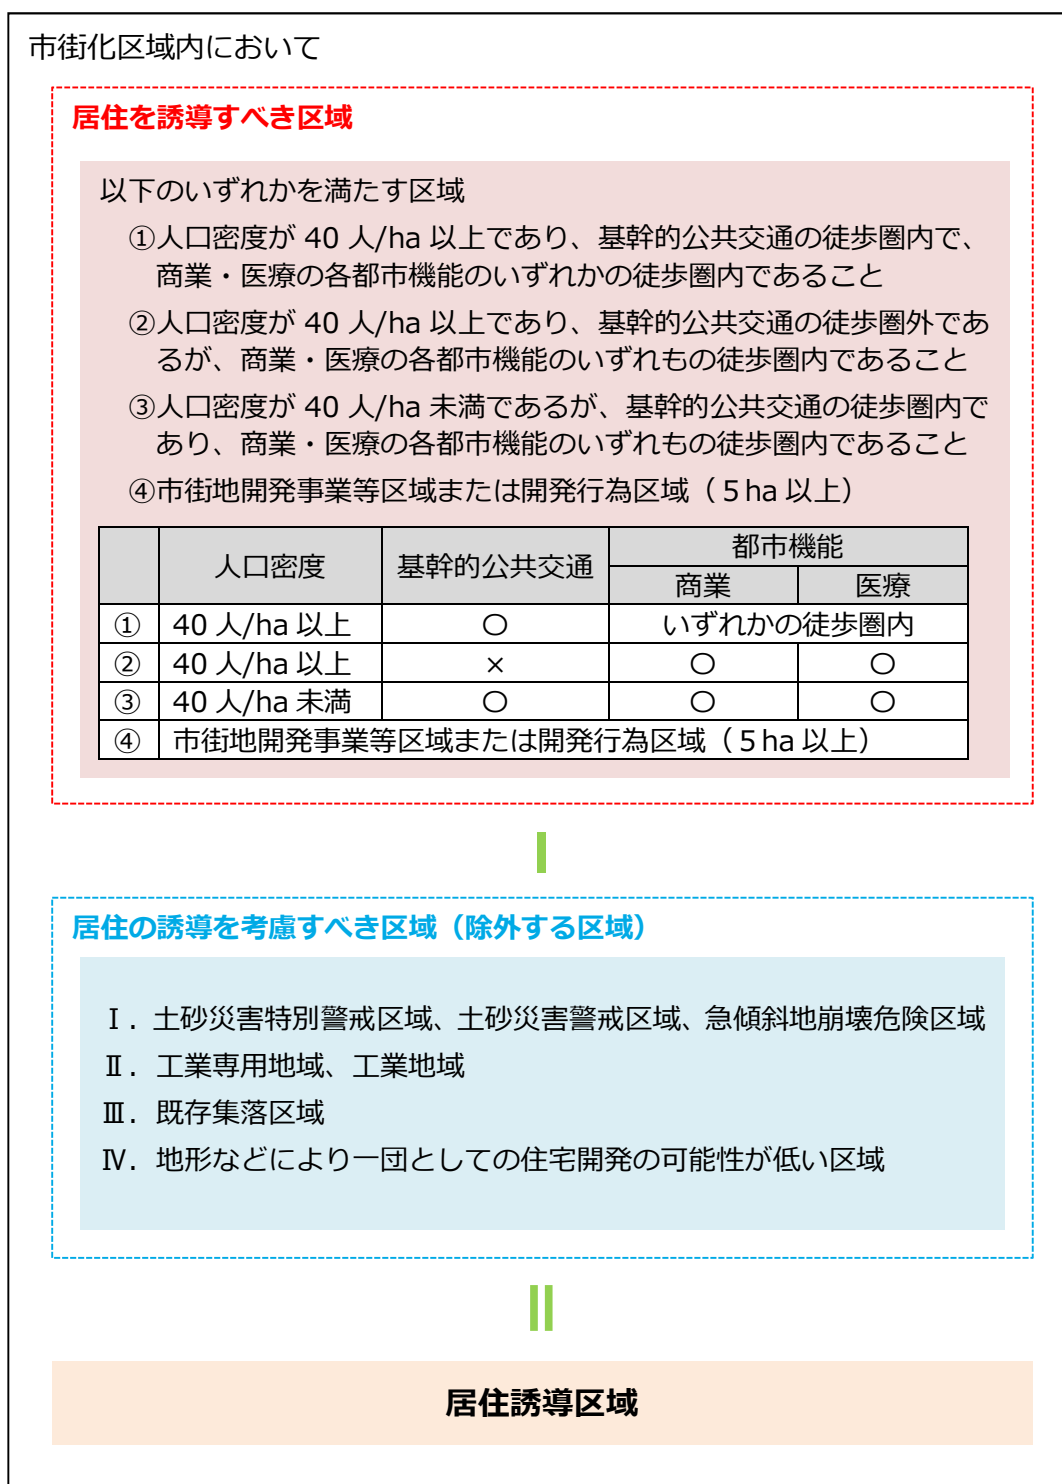 市街化区域内において
居住を誘導すべき区域
以下のいずれかを満たす区域
①人口密度が 40 人/ha 以上であり、基幹的公共交通の徒歩圏内で、
商業・医療の各都市機能のいずれかの徒歩圏内であること
②人口密度が 40 人/ha 以上であり、基幹的公共交通の徒歩圏外であ
るが、商業・医療の各都市機能のいずれもの徒歩圏内であること
③人口密度が 40 人/ha 未満であるが、基幹的公共交通の徒歩圏内で
あり、商業・医療の各都市機能のいずれもの徒歩圏内であること
④市街地開発事業等区域または開発行為区域（5 ha 以上）
人口密度 基幹的公共交通 都市機能
商業 医療
① 40 人/ha 以上 〇 いずれかの徒歩圏内
② 40 人/ha 以上 × 〇 〇
③ 40 人/ha 未満 〇 〇 〇
④ 市街地開発事業等区域または開発行為区域（5 ha 以上）
居住の誘導を考慮すべき区域（除外する区域）
Ⅰ．土砂災害特別警戒区域、土砂災害警戒区域、急傾斜地崩壊危険区域
Ⅱ．工業専用地域、工業地域
Ⅲ．既存集落区域
Ⅳ．地形などにより一団としての住宅開発の可能性が低い区域
居住誘導区域